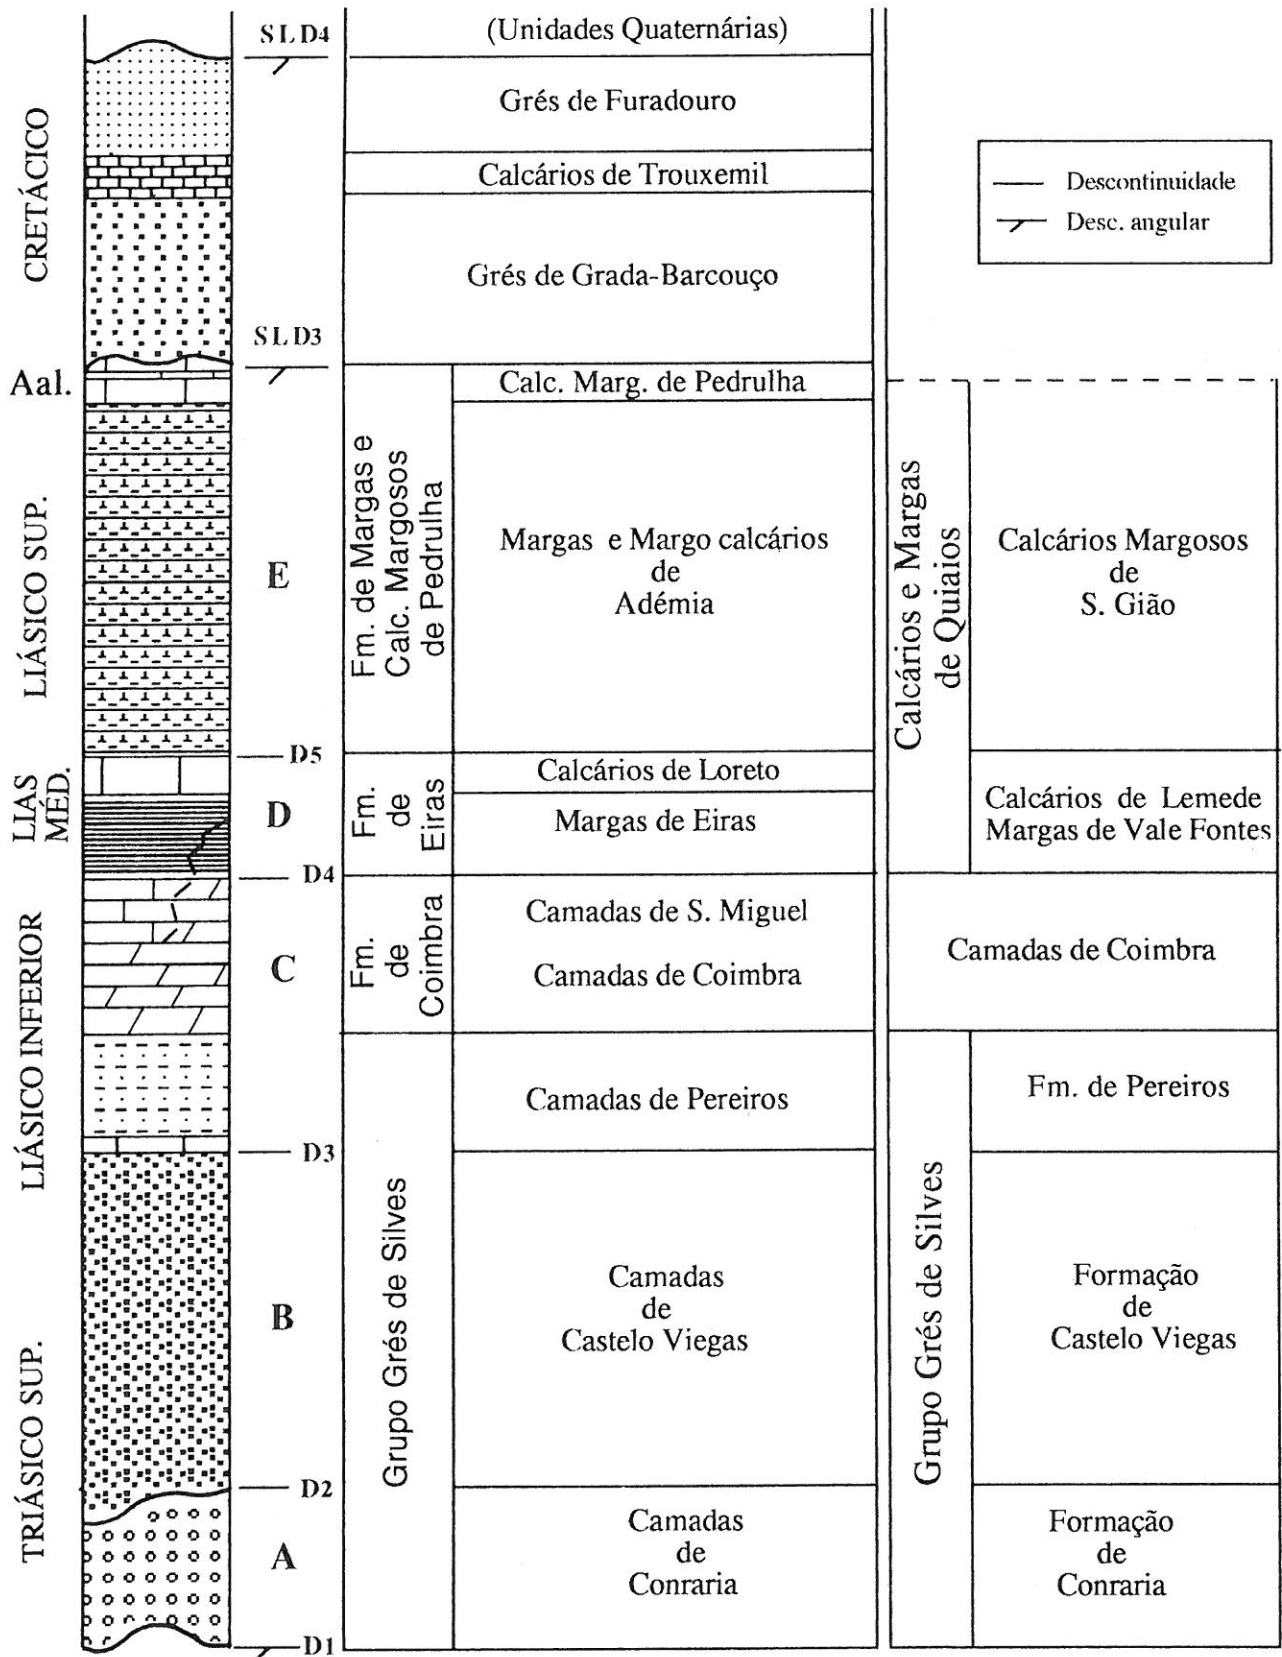 CRETÁCICO
Aal.
LIÁSICO SUP.
LIAS
MÉD.
LIÁSICO INFERIOR
TRIÁSICO SUP.
SLD4
SLD3
E
D5
D
D4
C
D3
B
D2
A
D1
(Unidades Quaternárias)
Grés de Furadouro
Calcários de Trouxemil
Grés de Grada-Barcouço
Fm. de Margas e
Calc. Margosos
de Pedrulha
Calc. Marg. de Pedrulha
Margas e Margo calcários
de
Adémia
Fm.
de
Eiras
Calcários de Loreto
Margas de Eiras
Fm.
de
Coimbra
Camadas de S. Miguel
Camadas de Coimbra
Grupo Grés de Silves
Camadas de Pereiros
Camadas
de
Castelo Viegas
Camadas
de
Conraria
Descontinuidade
Desc. angular
Calcários e Margas
de Quiaios
Calcários Margosos
de
S. Gião
Calcários de Lemede
Margas de Vale Fontes
Camadas de Coimbra
Grupo Grés de Silves
Fm. de Pereiros
Formação
de
Castelo Viegas
Formação
de
Conraria